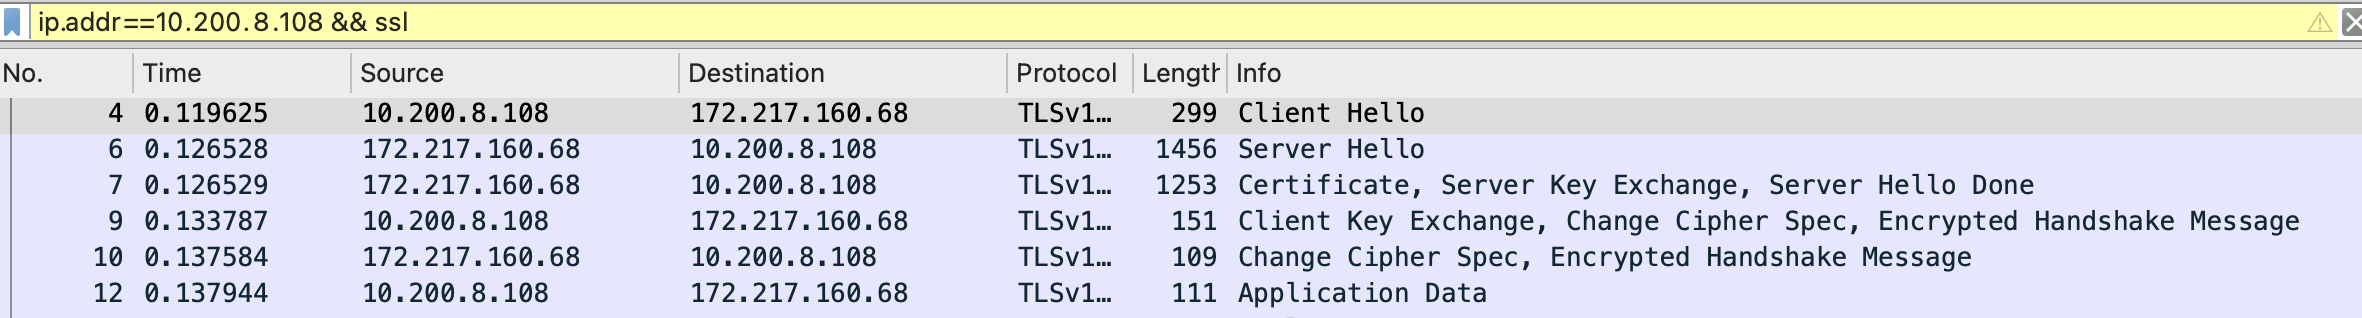 ip.addr==10.200.8.108 && ssl
No. Time Source Destination Protocol Length Info
4 0.119625 10.200.8.108 172.217.160.68 TLSv1… 299 Client Hello
6 0.126528 172.217.160.68 10.200.8.108 TLSv1… 1456 Server Hello
7 0.126529 172.217.160.68 10.200.8.108 TLSv1… 1253 Certificate, Server Key Exchange, Server Hello Done
9 0.133787 10.200.8.108 172.217.160.68 TLSv1… 151 Client Key Exchange, Change Cipher Spec, Encrypted Handshake Message
10 0.137584 172.217.160.68 10.200.8.108 TLSv1… 109 Change Cipher Spec, Encrypted Handshake Message
12 0.137944 10.200.8.108 172.217.160.68 TLSv1… 111 Application Data